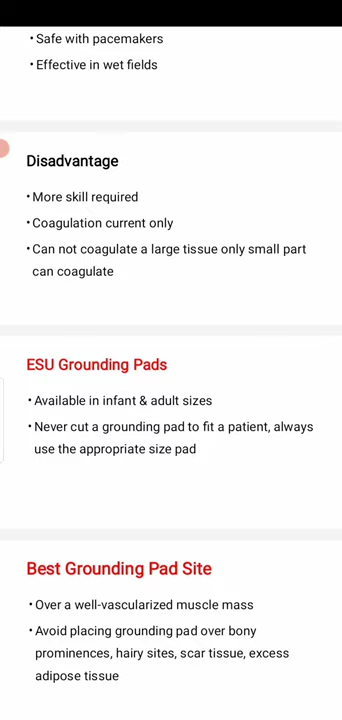 • Safe with pacemakers
• Effective in wet fields
Disadvantage
• More skill required
• Coagulation current only
• Can not coagulate a large tissue only small part
can coagulate
ESU Grounding Pads
• Available in infant & adult sizes
• Never cut a grounding pad to fit a patient, always
use the appropriate size pad
Best Grounding Pad Site
• Over a well-vascularized muscle mass
• Avoid placing grounding pad over bony
prominences, hairy sites, scar tissue, excess
adipose tissue